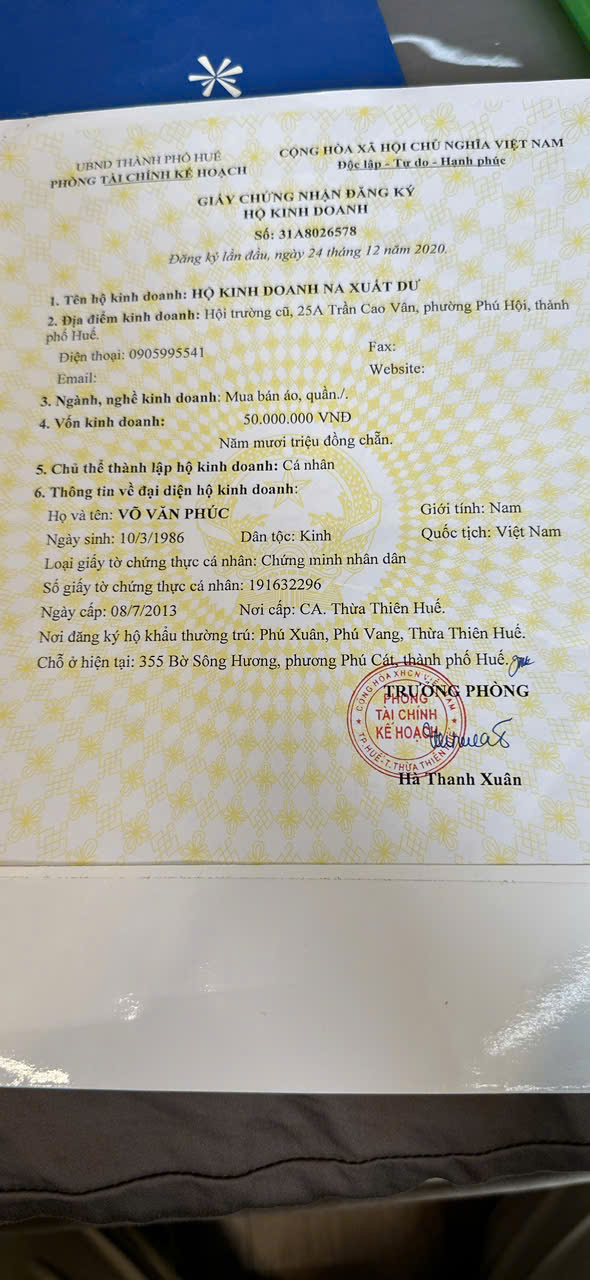 UBND THÀNH PHỐ HUẾ
PHÒNG TÀI CHÍNH KẾ HOẠCH
CỘNG HÒA XÃ HỘI CHỦ NGHĨA VIỆT NAM
Độc lập - Tự do - Hạnh phúc
GIẤY CHỨNG NHẬN ĐĂNG KÝ
HỘ KINH DOANH
Số: 31A8026578
Đăng ký lần đầu, ngày 24 tháng 12 năm 2020.
1. Tên hộ kinh doanh: HỘ KINH DOANH NA XUẤT DƯ
2. Địa điểm kinh doanh: Hội trường cũ, 25A Trần Cao Vân, phường Phú Hội, thành
phố Huế.
Điện thoại: 0905995541 Fax:
Email: Website:
3. Ngành, nghề kinh doanh: Mua bán áo, quần./.
4. Vốn kinh doanh: 50.000.000 VNĐ
Năm mươi triệu đồng chẵn.
5. Chủ thể thành lập hộ kinh doanh: Cá nhân
6. Thông tin về đại diện hộ kinh doanh:
Họ và tên: VÕ VĂN PHÚC Giới tính: Nam
Ngày sinh: 10/3/1986 Dân tộc: Kinh Quốc tịch: Việt Nam
Loại giấy tờ chứng thực cá nhân: Chứng minh nhân dân
Số giấy tờ chứng thực cá nhân: 191632296
Ngày cấp: 08/7/2013 Nơi cấp: CA. Thừa Thiên Huế.
Nơi đăng ký hộ khẩu thường trú: Phú Xuân, Phú Vang, Thừa Thiên Huế.
Chỗ ở hiện tại: 355 Bờ Sông Hương, phương Phú Cát, thành phố Huế.
TRƯỞNG PHÒNG
CỘNG HÒA XHCN VIỆT NAM
PHÒNG
TÀI CHÍNH
KẾ HOẠCH
TP.HUẾ-T.THỪA THIÊN
Hà Thanh Xuân